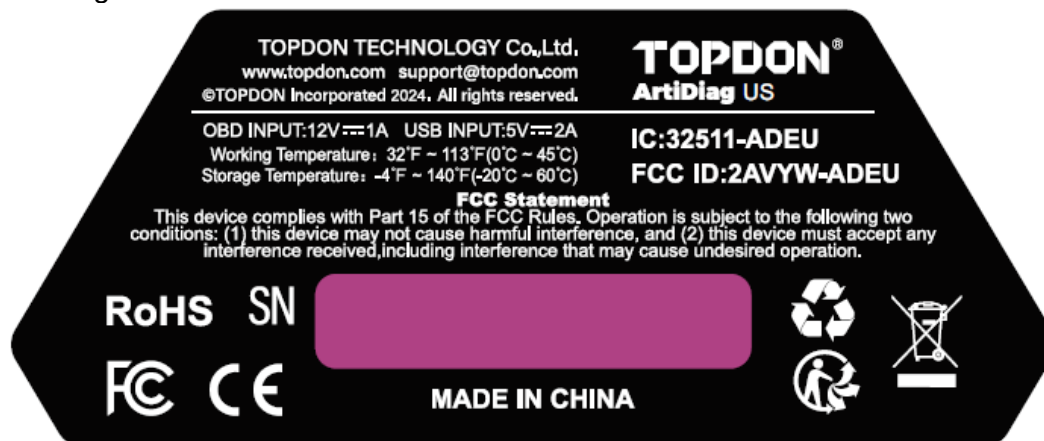 TOPDON TECHNOLOGY Co.,Ltd.
www.topdon.com support@topdon.com
©TOPDON Incorporated 2024. All rights reserved.
TOPDON®
ArtiDiag US
OBD INPUT:12V⎓1A USB INPUT:5V⎓2A
Working Temperature: 32°F ~ 113°F(0°C ~ 45°C)
Storage Temperature: -4°F ~ 140°F(-20°C ~ 60°C)
IC:32511-ADEU
FCC ID:2AVYW-ADEU
FCC Statement
This device complies with Part 15 of the FCC Rules. Operation is subject to the following two
conditions: (1) this device may not cause harmful interference, and (2) this device must accept any
interference received,including interference that may cause undesired operation.
RoHS SN
FC CE
MADE IN CHINA